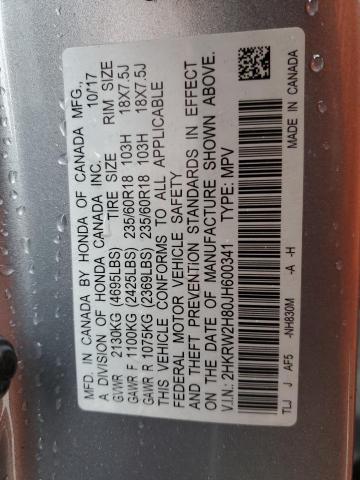 MFD. IN CANADA BY HONDA OF CANADA MFG.,
A DIVISION OF HONDA CANADA INC. 10/17
GVWR 2130KG (4695LBS) TIRE SIZE RIM SIZE
GAWR F 1100KG (2425LBS) 235/60R18 103H 18X7.5J
GAWR R 1075KG (2369LBS) 235/60R18 103H 18X7.5J
THIS VEHICLE CONFORMS TO ALL APPLICABLE
FEDERAL MOTOR VEHICLE SAFETY
AND THEFT PREVENTION STANDARDS IN EFFECT
ON THE DATE OF MANUFACTURE SHOWN ABOVE.
V.I.N.: 2HKRW2H80JH600341 TYPE: MPV
TLJ J AF5 -NH830M -A -H MADE IN CANADA